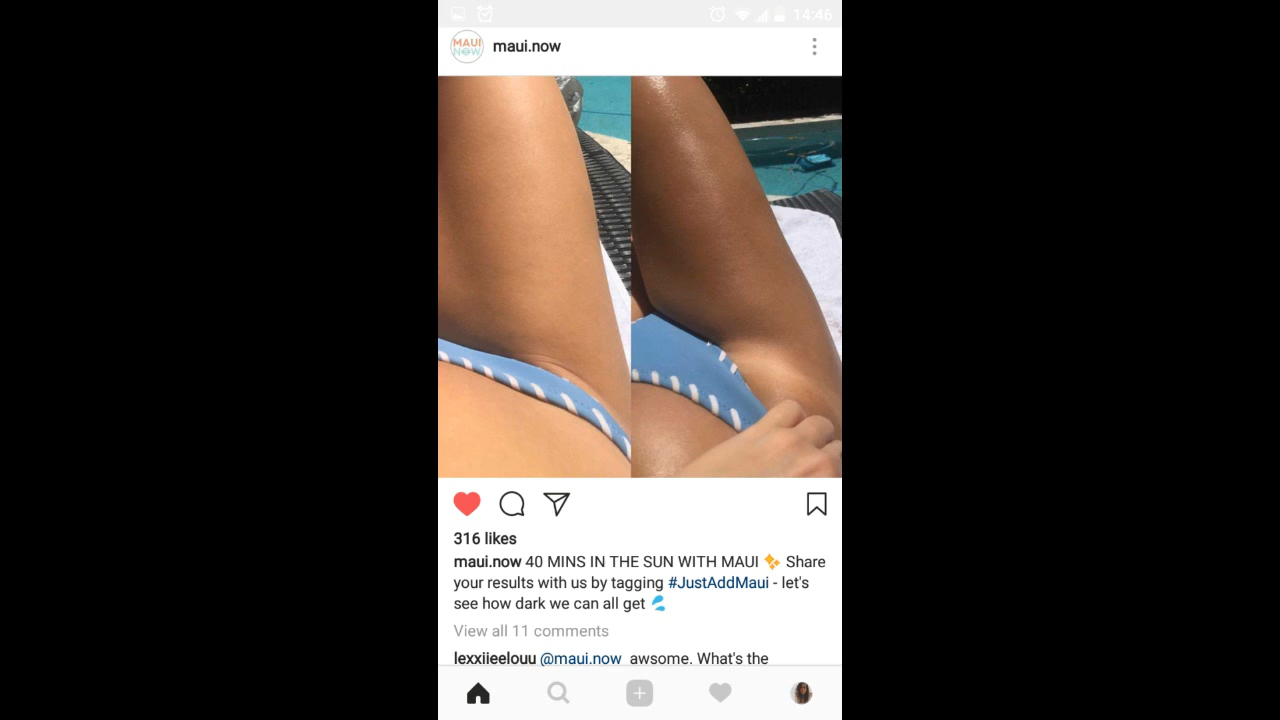 14:46
MAUI
NOW
maui.now
316 likes
maui.now 40 MINS IN THE SUN WITH MAUI ✨ Share
your results with us by tagging #JustAddMaui - let's
see how dark we can all get 💦
View all 11 comments
lexxiieelouu @maui.now awsome. What's the